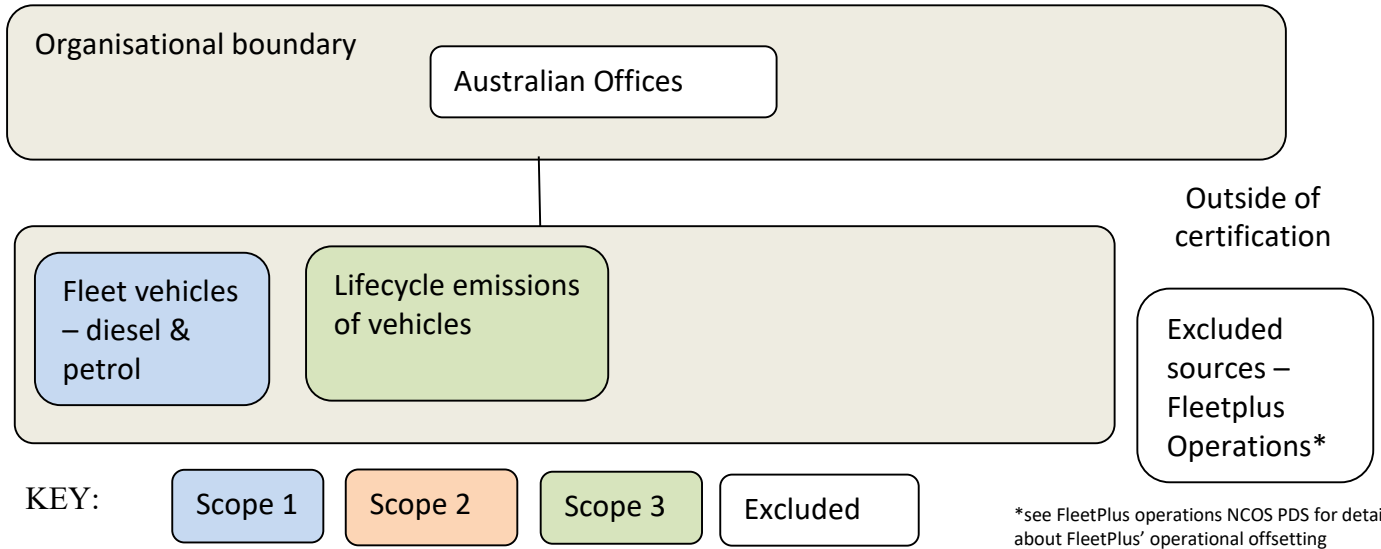 Organisational boundary
Australian Offices
Outside of
certification
Fleet vehicles
– diesel &
petrol
Lifecycle emissions
of vehicles
Excluded
sources –
Fleetplus
Operations*
KEY:
Scope 1
Scope 2
Scope 3
Excluded
*see FleetPlus operations NCOS PDS for detai
about FleetPlus’ operational offsetting